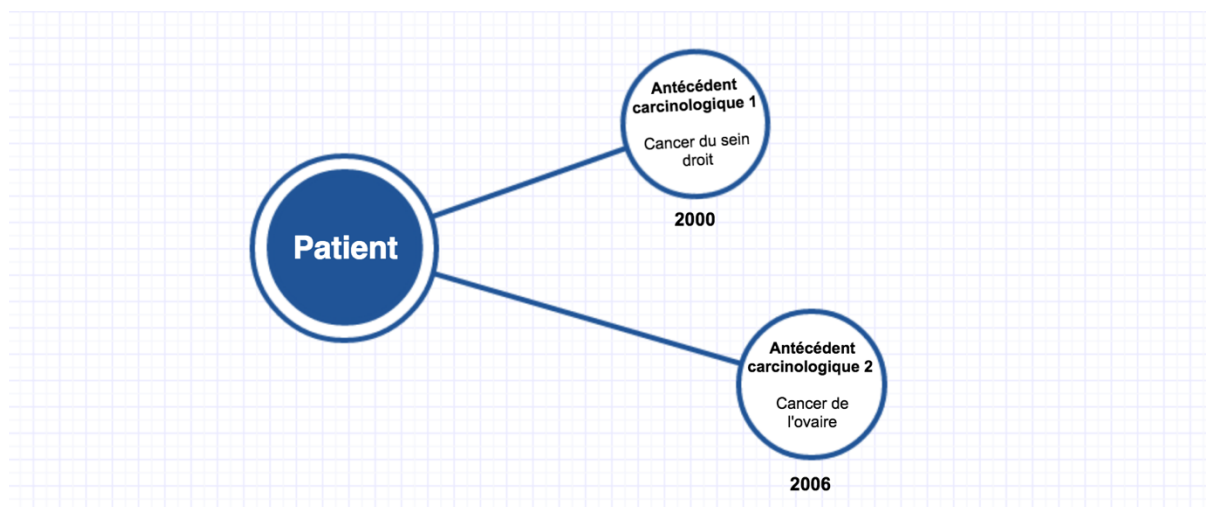 Antécédent
carcinologique 1
Cancer du sein
droit
2000
Patient
Antécédent
carcinologique 2
Cancer de
l'ovaire
2006